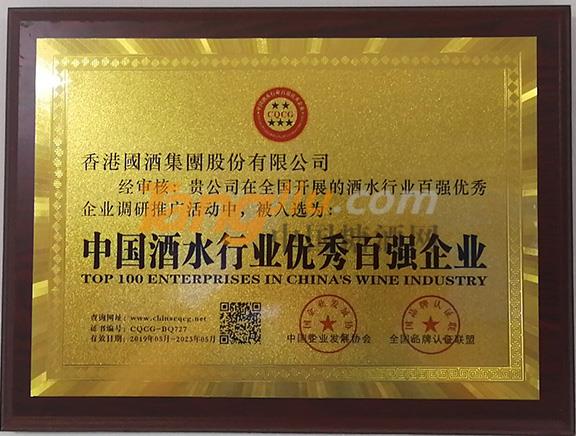 CQCG
香港國酒集團股份有限公司
经审核：贵公司在全国开展的酒水行业百强优秀
企业调研推广活动中，被入选为：
中国酒水行业优秀百强企业
TOP 100 ENTERPRISES IN CHINA'S WINE INDUSTRY
查询网址：www.chinacqcg.net
证书编号：CQCG-BQ727
有效日期：2019年05月-2023年05月
中国企业发展协会
全国品牌认证联盟